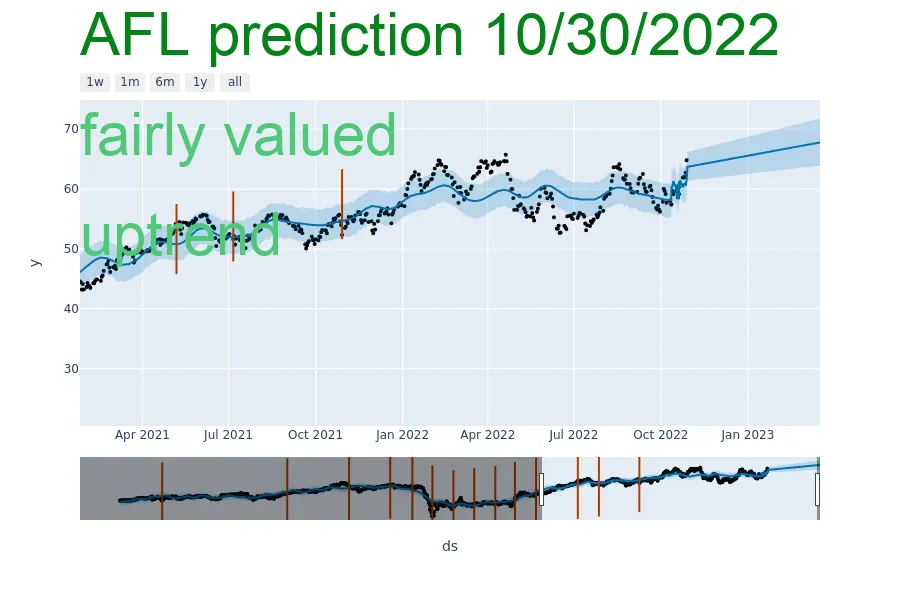 AFL prediction 10/30/2022
1w 1m 6m 1y all
fairly valued
uptrend
70
60
50
40
30
y
Apr 2021 Jul 2021 Oct 2021 Jan 2022 Apr 2022 Jul 2022 Oct 2022 Jan 2023
ds